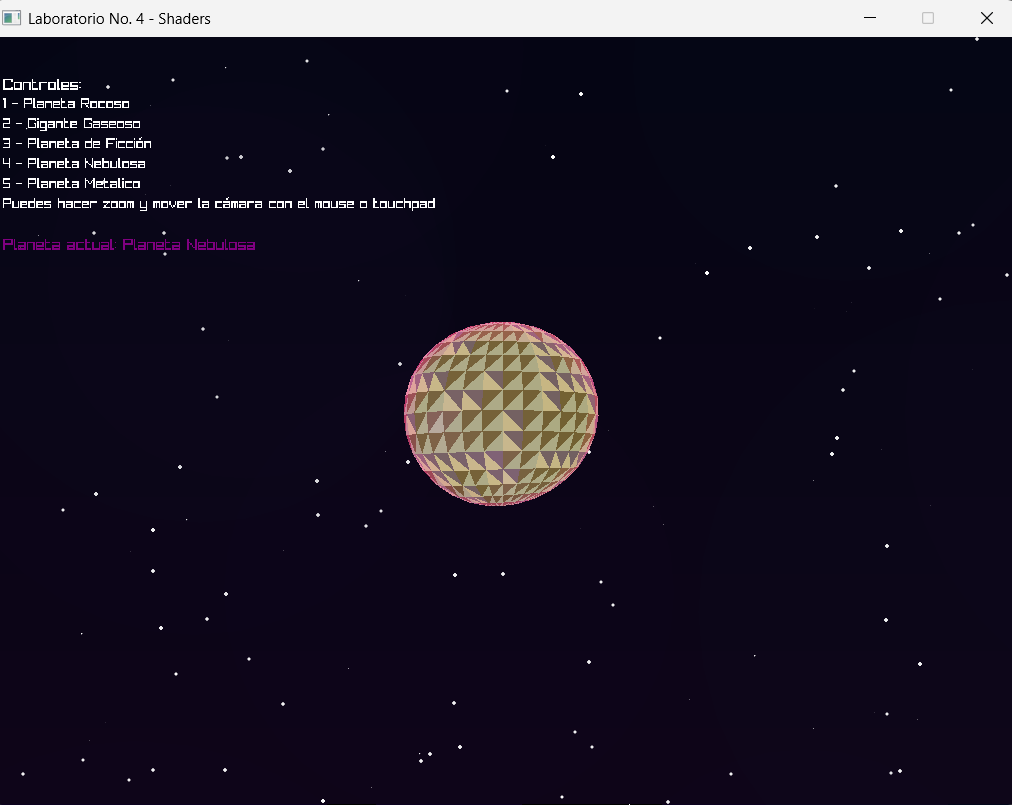 Laboratorio No. 4 - Shaders
Controles:
1 - Planeta Rocoso
2 - Gigante Gaseoso
3 - Planeta de Ficción
4 - Planeta Nebulosa
5 - Planeta Metalico
Puedes hacer zoom y mover la cámara con el mouse o touchpad
Planeta actual: Planeta Nebulosa